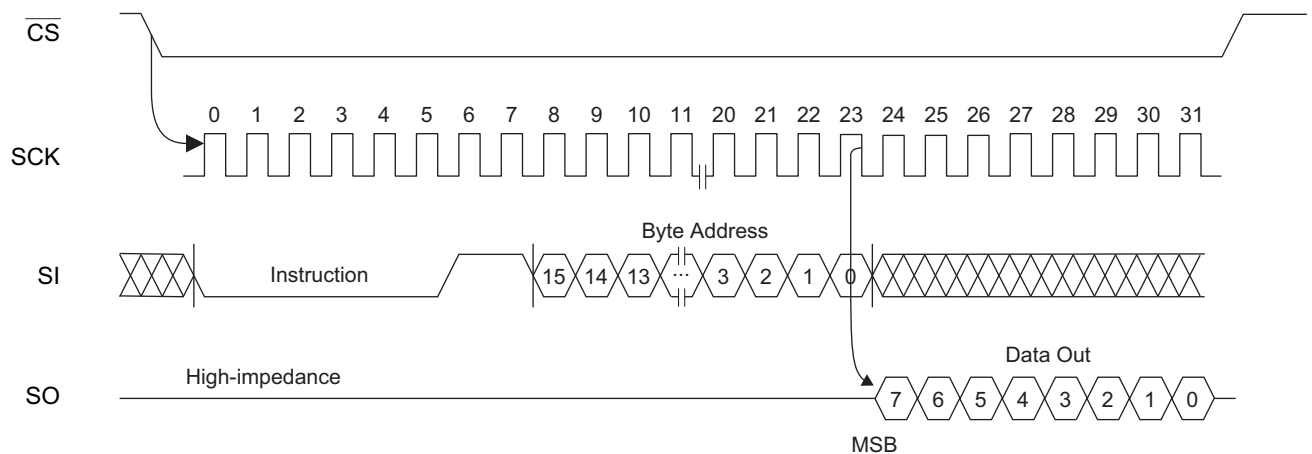 CS
0 1 2 3 4 5 6 7 8 9 10 11 20 21 22 23 24 25 26 27 28 29 30 31
SCK
Byte Address
SI Instruction 15 14 13 ... 3 2 1 0
Data Out
High-impedance
SO 7 6 5 4 3 2 1 0
MSB